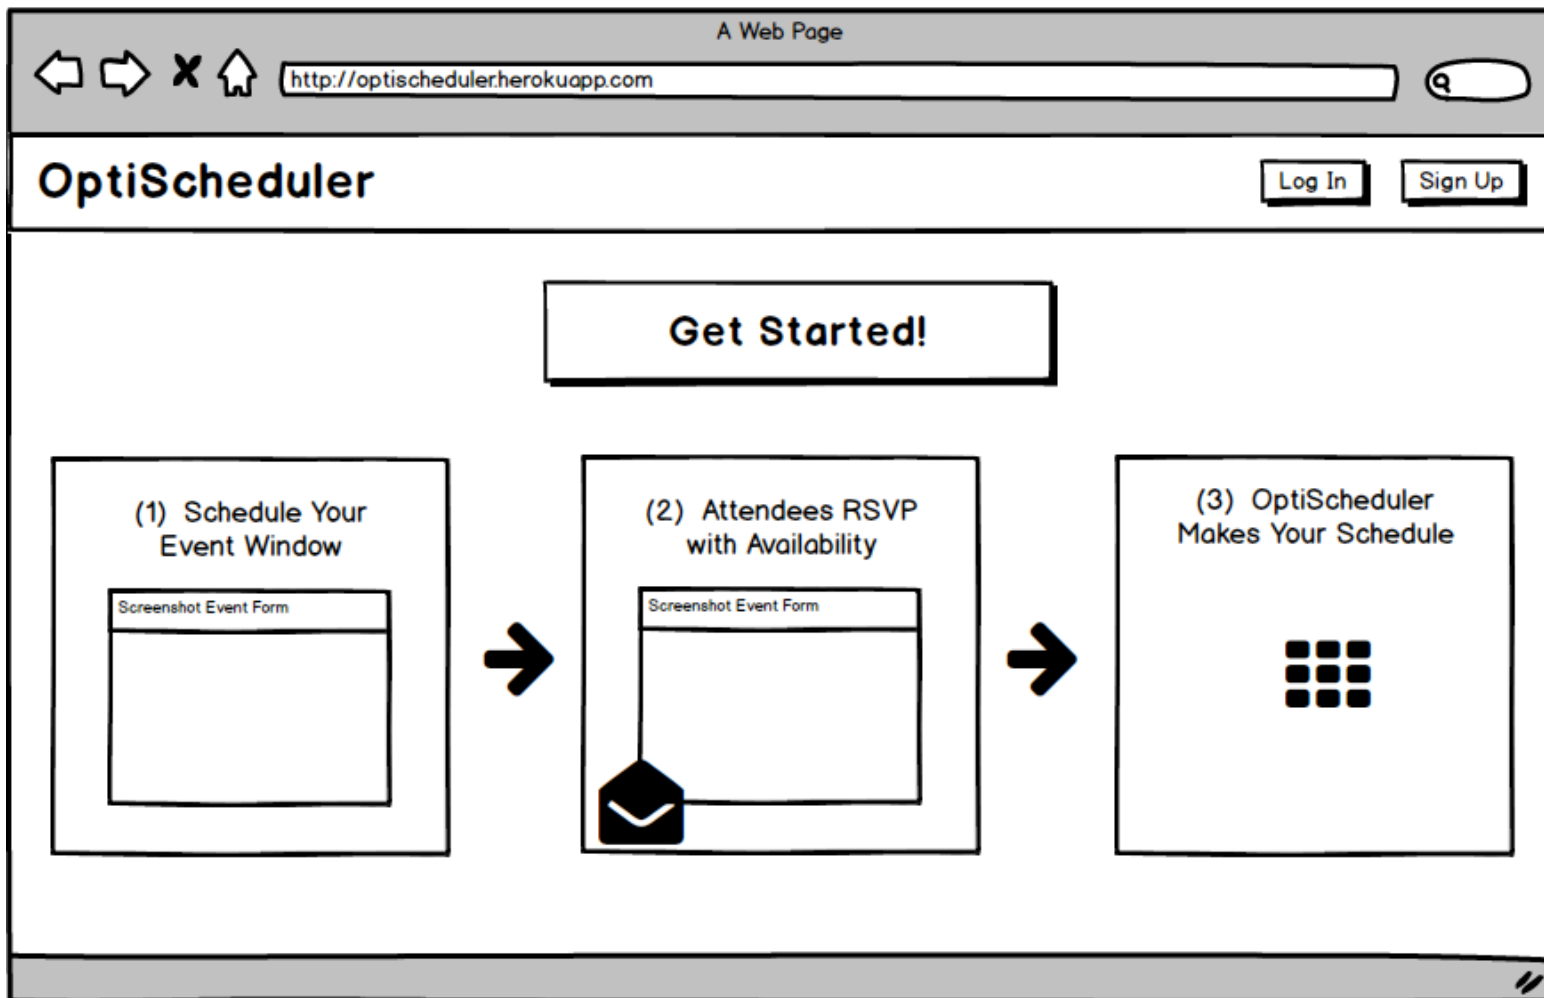 A Web Page
http://optischeduler.herokuapp.com
OptiScheduler
Log In
Sign Up
Get Started!
(1) Schedule Your
Event Window
Screenshot Event Form
(2) Attendees RSVP
with Availability
Screenshot Event Form
(3) OptiScheduler
Makes Your Schedule